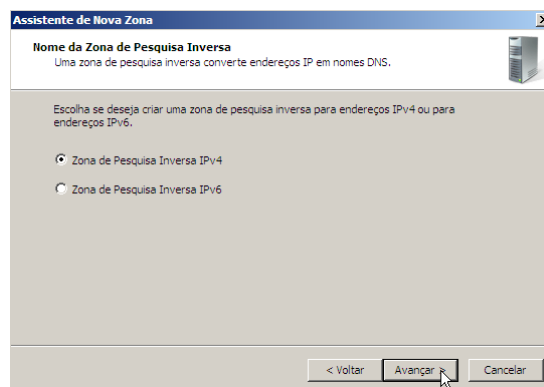 Assistente de Nova Zona
Nome da Zona de Pesquisa Inversa
Uma zona de pesquisa inversa converte endereços IP em nomes DNS.
Escolha se deseja criar uma zona de pesquisa inversa para endereços IPv4 ou para
endereços IPv6.
Zona de Pesquisa Inversa IPv4
Zona de Pesquisa Inversa IPv6
< Voltar Avançar > Cancelar